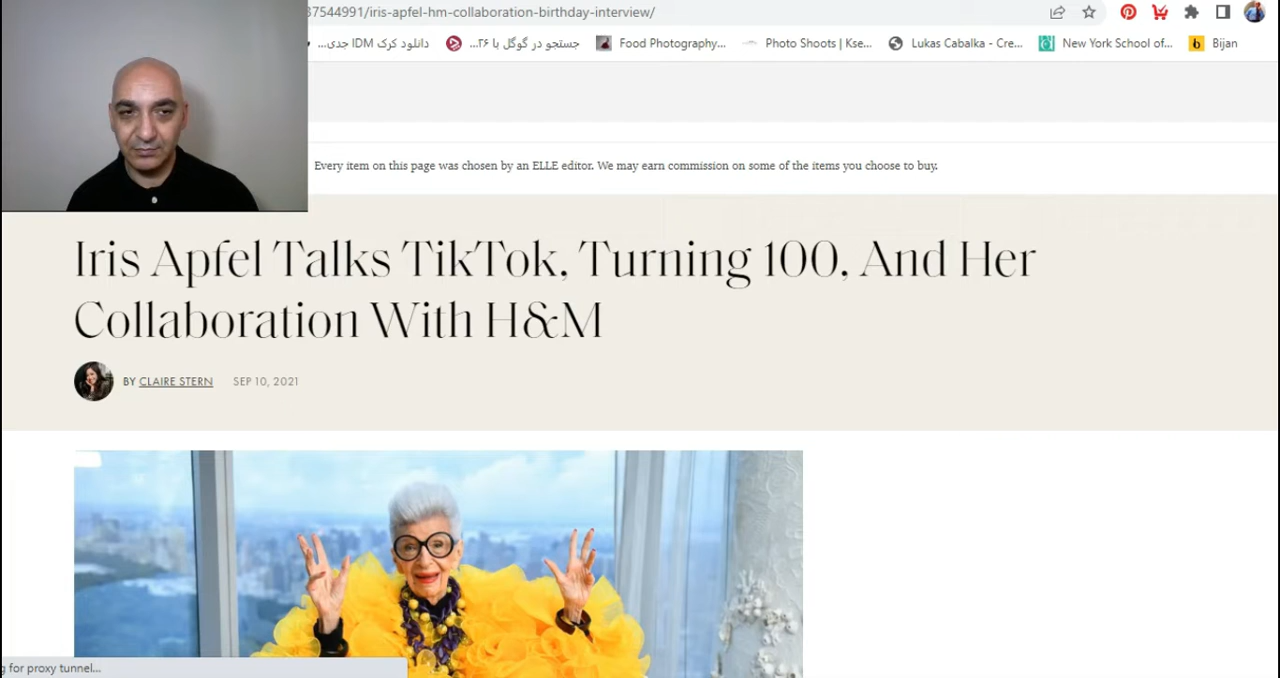 37544991/iris-apfel-hm-collaboration-birthday-interview/
دانلود کرک IDM جدی...
جستجو در گوگل با ۲۶...
Food Photography...
Photo Shoots | Kse...
Lukas Cabalka - Cre...
New York School of...
Bijan
Every item on this page was chosen by an ELLE editor. We may earn commission on some of the items you choose to buy.
Iris Apfel Talks TikTok, Turning 100, And Her
Collaboration With H&M
BY CLAIRE STERN SEP 10, 2021
g for proxy tunnel...